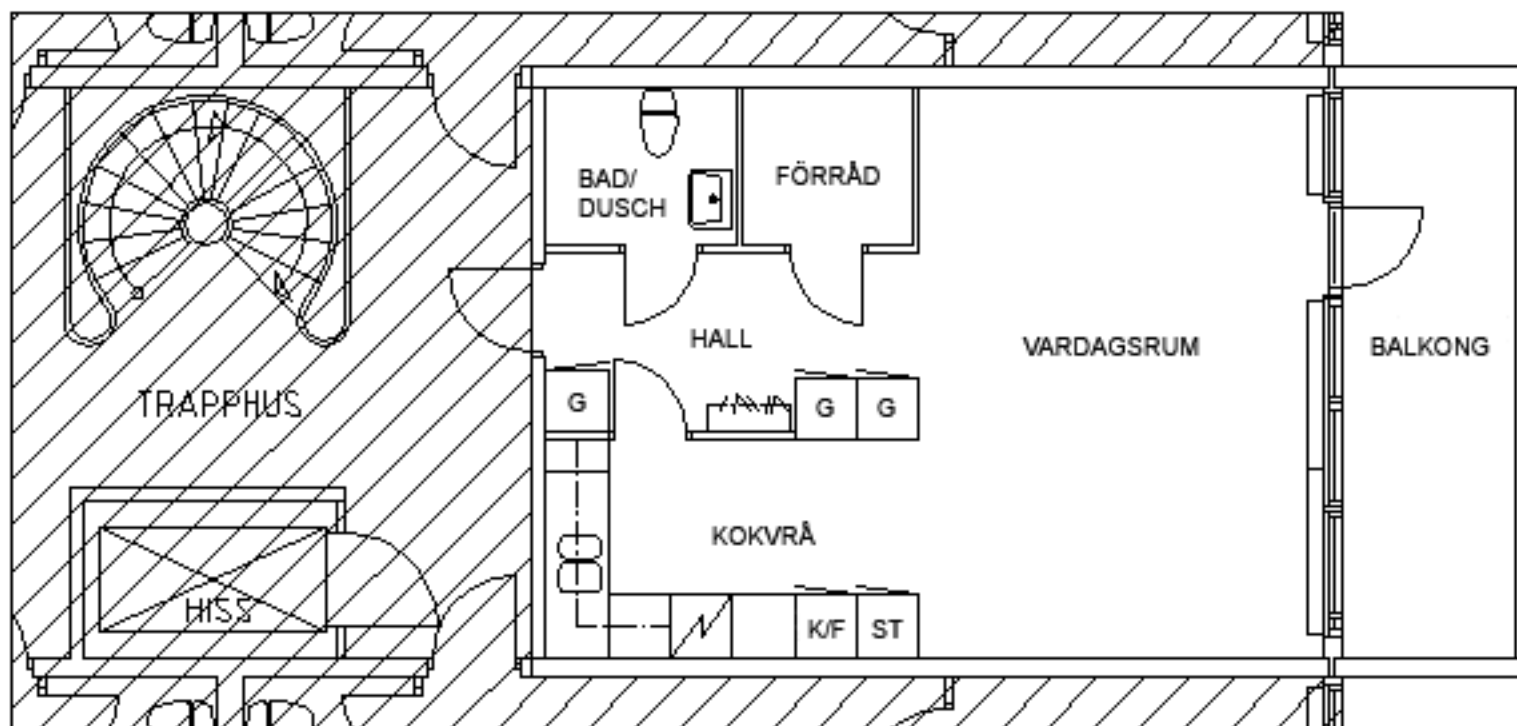 BAD/
DUSCH
FÖRRÅD
HALL
VARDAGSRUM
BALKONG
TRAPPHUS
G
G
G
KOKVRÅ
HISS
K/F
ST